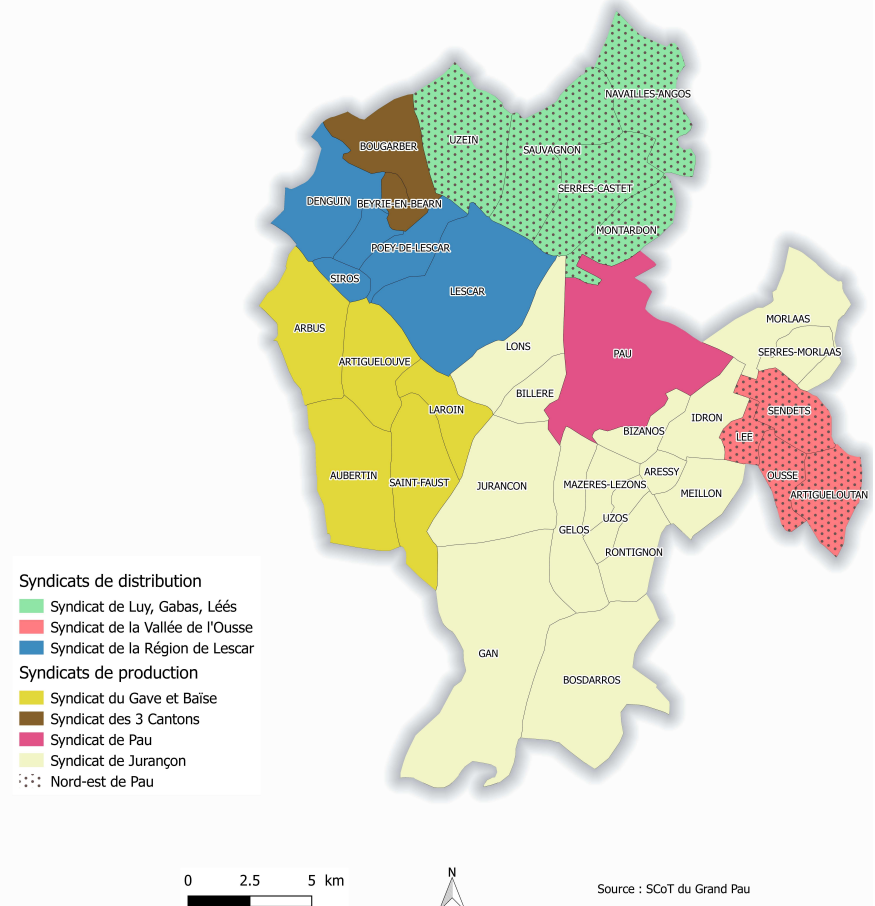 NAVAILLES-ANGOS
UZEIN
BOUGARBER
SAUVAGNON
SERRES-CASTET
DENGUIN
BEYRIE-EN-BEARN
MONTARDON
POEY-DE-LESCAR
SIROS
LESCAR
MORLAAS
ARBUS
LONS
PAU
SERRES-MORLAAS
ARTIGUELOUVE
BILLERE
LAROIN
IDRON
SENDETS
BIZANOS
LEE
AUBERTIN
SAINT-FAUST
JURANCON
MAZERES-LEZONS
ARESSY
OUSSE
MEILLON
ARTIGUELOUTAN
UZOS
GELOS
RONTIGNON
GAN
BOSDARROS
Syndicats de distribution
Syndicat de Luy, Gabas, Léés
Syndicat de la Vallée de l'Ousse
Syndicat de la Région de Lescar
Syndicats de production
Syndicat du Gave et Baïse
Syndicat des 3 Cantons
Syndicat de Pau
Syndicat de Jurançon
Nord-est de Pau
0 2.5 5 km
N
Source : SCoT du Grand Pau